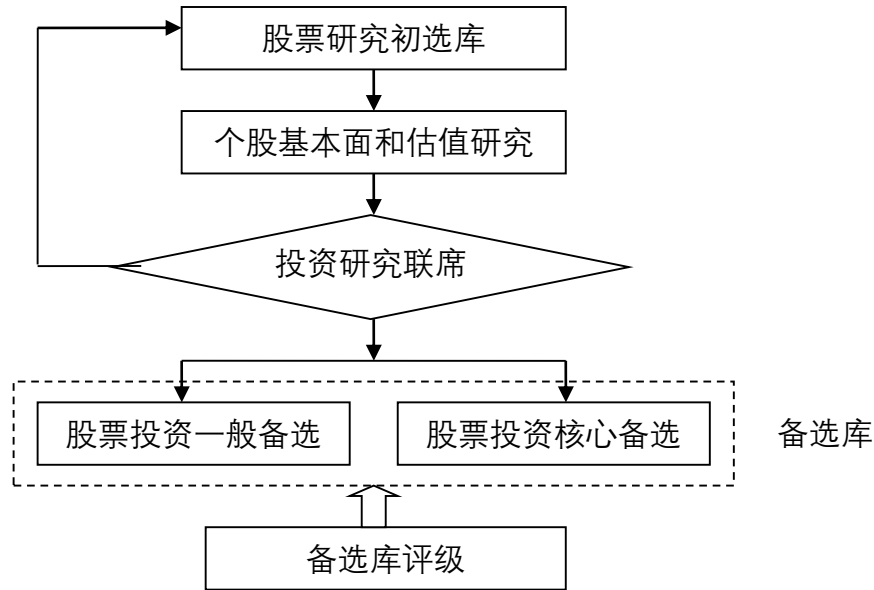 股票研究初选库
个股基本面和估值研究
投资研究联席
股票投资一般备选
股票投资核心备选
备选库
备选库评级